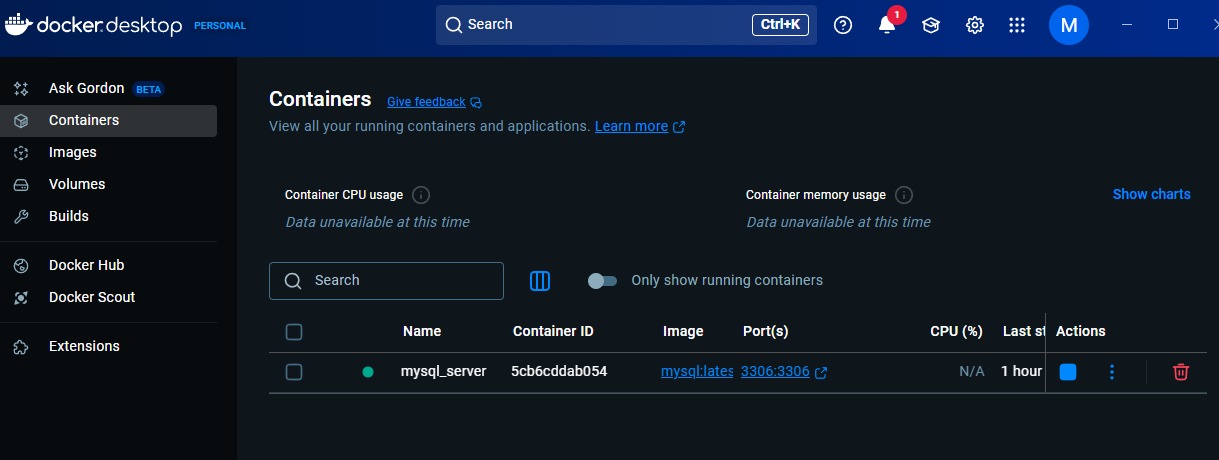 docker.desktop PERSONAL
Search Ctrl+K
1
M
Ask Gordon BETA
Containers
Images
Volumes
Builds
Docker Hub
Docker Scout
Extensions
Containers Give feedback
View all your running containers and applications. Learn more
Container CPU usage
Data unavailable at this time
Container memory usage
Data unavailable at this time
Show charts
Search
Only show running containers
Name Container ID Image Port(s) CPU (%) Last st Actions
mysql_server 5cb6cddab054 mysql:lates 3306:3306 N/A 1 hour